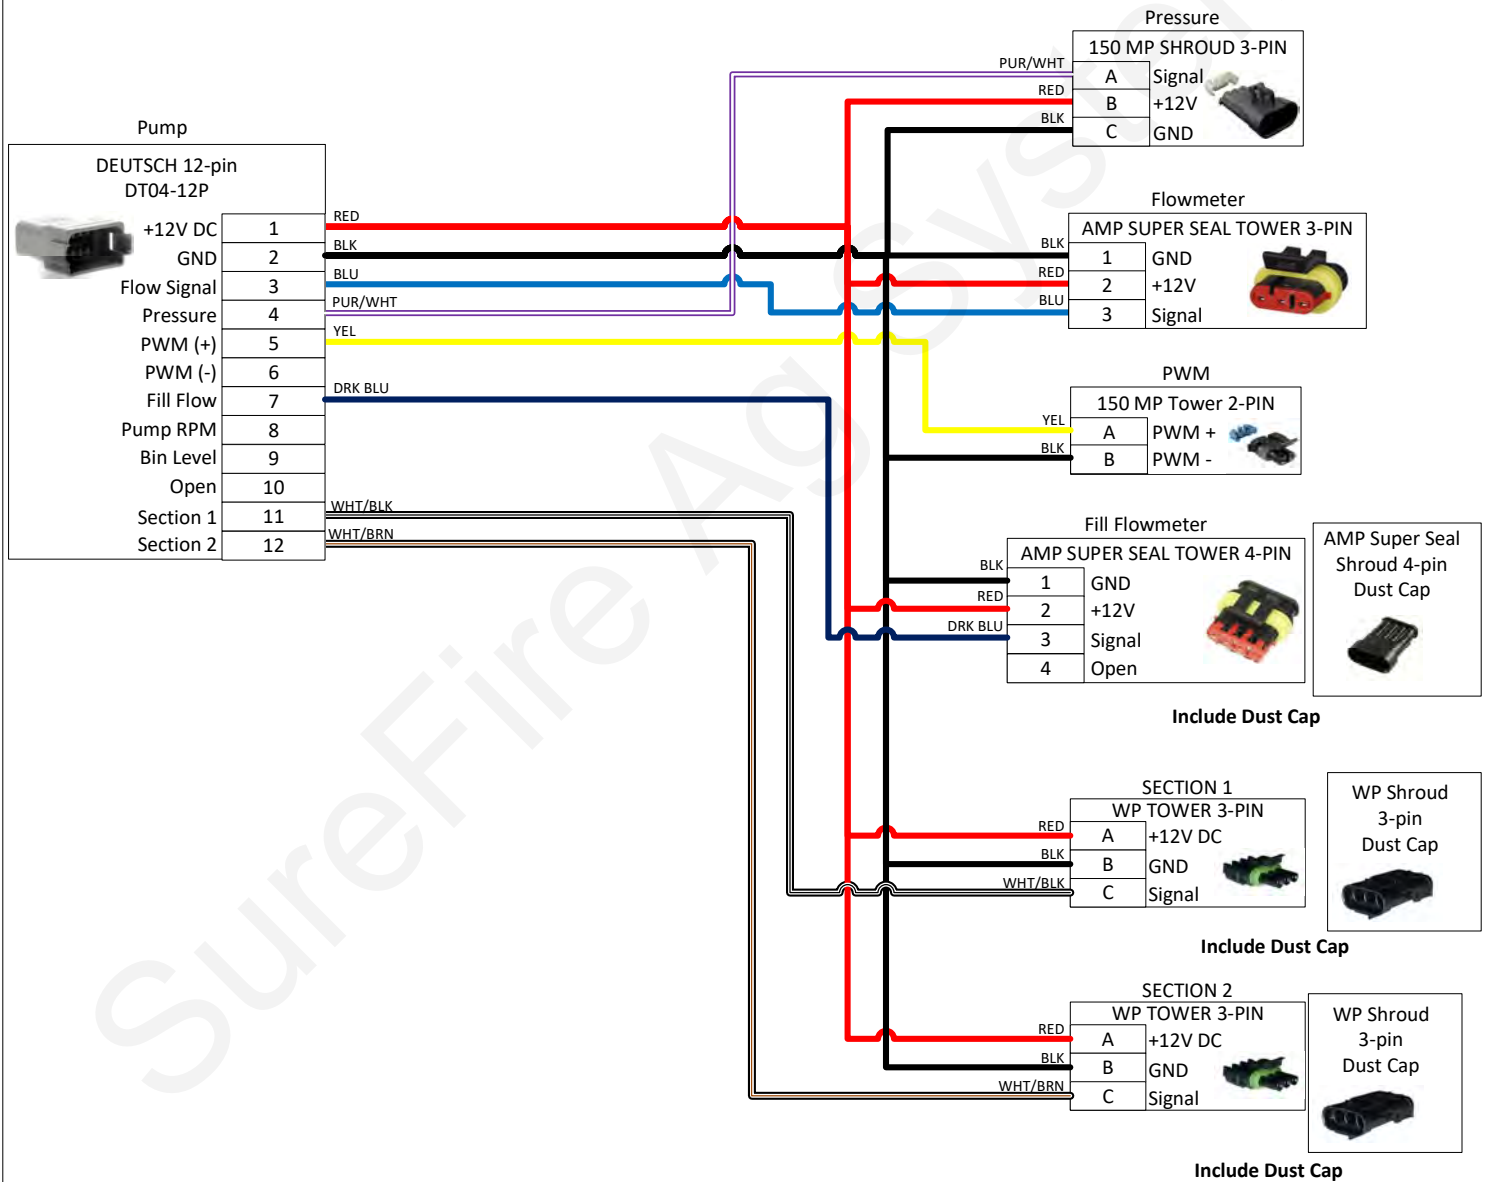 Pressure
150 MP SHROUD 3-PIN
PUR/WHT
A Signal
RED
B +12V
BLK
C GND
Pump
DEUTSCH 12-pin
DT04-12P
+12V DC 1 RED
GND 2 BLK
Flow Signal 3 BLU
Pressure 4 PUR/WHT
PWM (+) 5 YEL
PWM (-) 6
Fill Flow 7 DRK BLU
Pump RPM 8
Bin Level 9
Open 10
Section 1 11 WHT/BLK
Section 2 12 WHT/BRN
Flowmeter
AMP SUPER SEAL TOWER 3-PIN
BLK 1 GND
RED 2 +12V
BLU 3 Signal
PWM
150 MP Tower 2-PIN
YEL A PWM +
BLK B PWM -
Fill Flowmeter
AMP SUPER SEAL TOWER 4-PIN
BLK 1 GND
RED 2 +12V
DRK BLU 3 Signal
4 Open
AMP Super Seal
Shroud 4-pin
Dust Cap
Include Dust Cap
SECTION 1
WP TOWER 3-PIN
RED A +12V DC
BLK B GND
WHT/BLK C Signal
WP Shroud
3-pin
Dust Cap
Include Dust Cap
SECTION 2
WP TOWER 3-PIN
RED A +12V DC
BLK B GND
WHT/BRN C Signal
WP Shroud
3-pin
Dust Cap
Include Dust Cap
SureFire Ag System